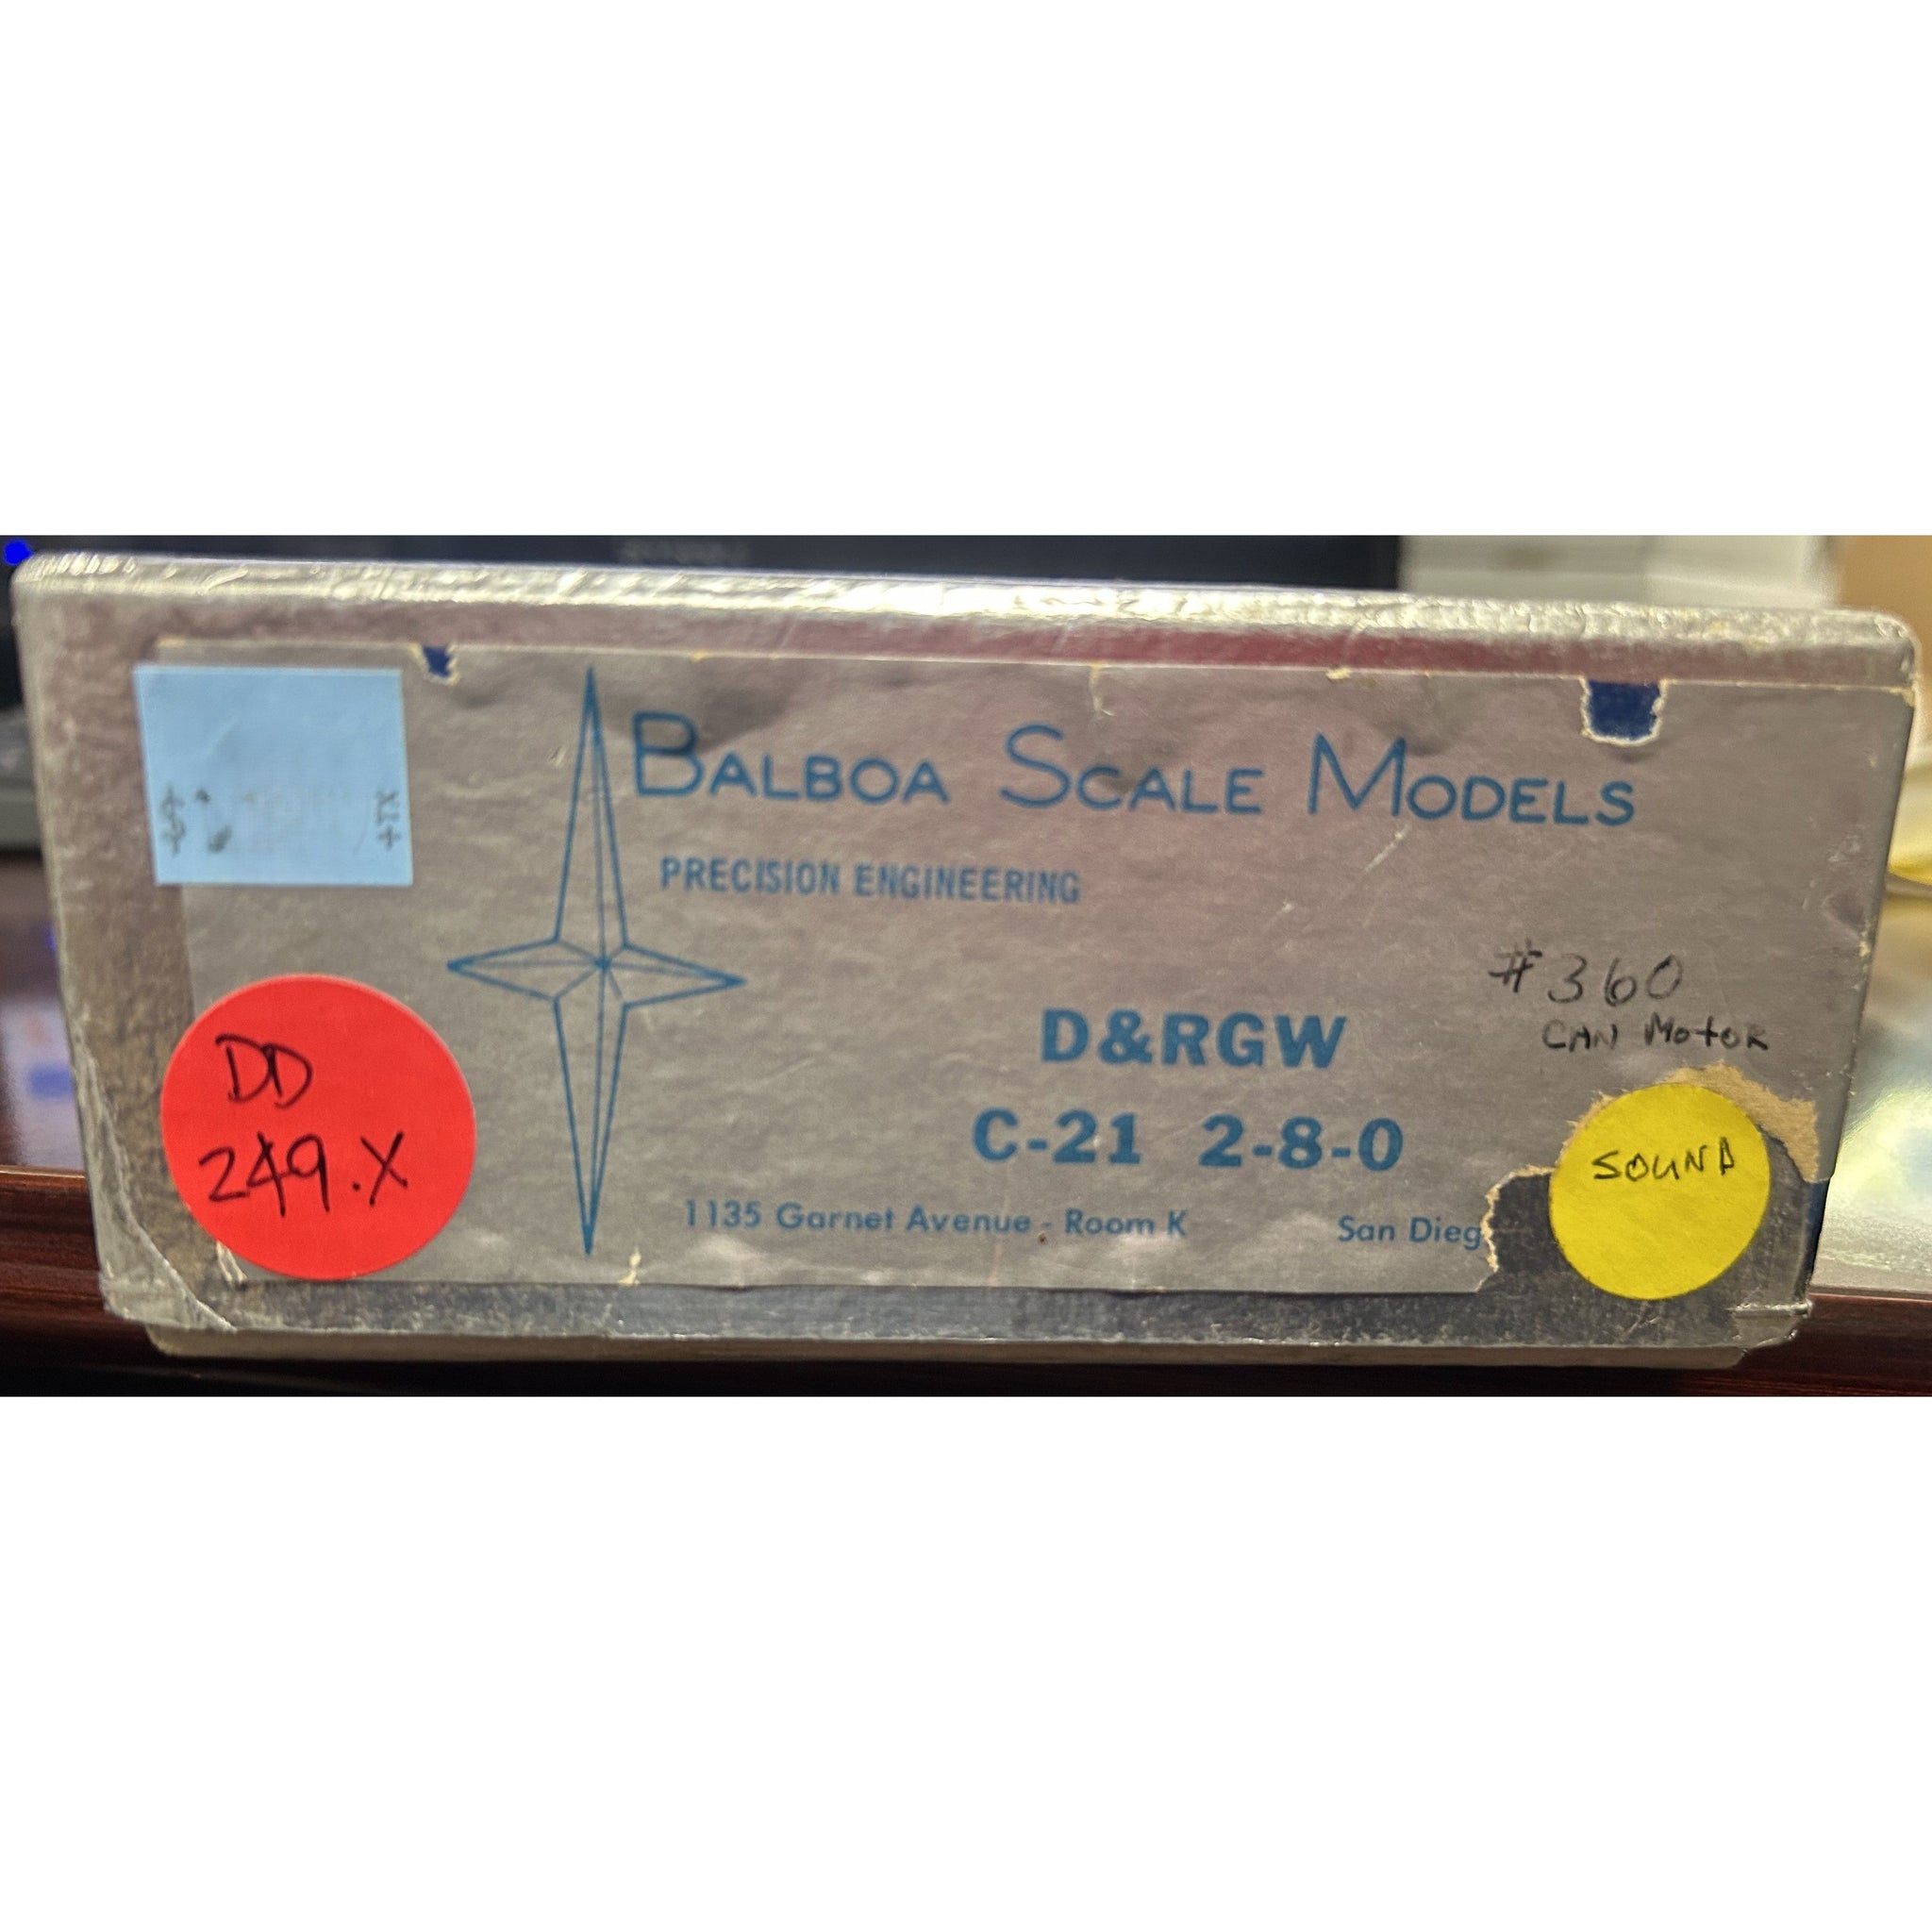 BALBOA SCALE MODELS
PRECISION ENGINEERING
#360
CAN MOTOR
D&RGW
C-21 2-8-0
1135 Garnet Avenue - Room K San Dieg
DD
249.X
SOUND